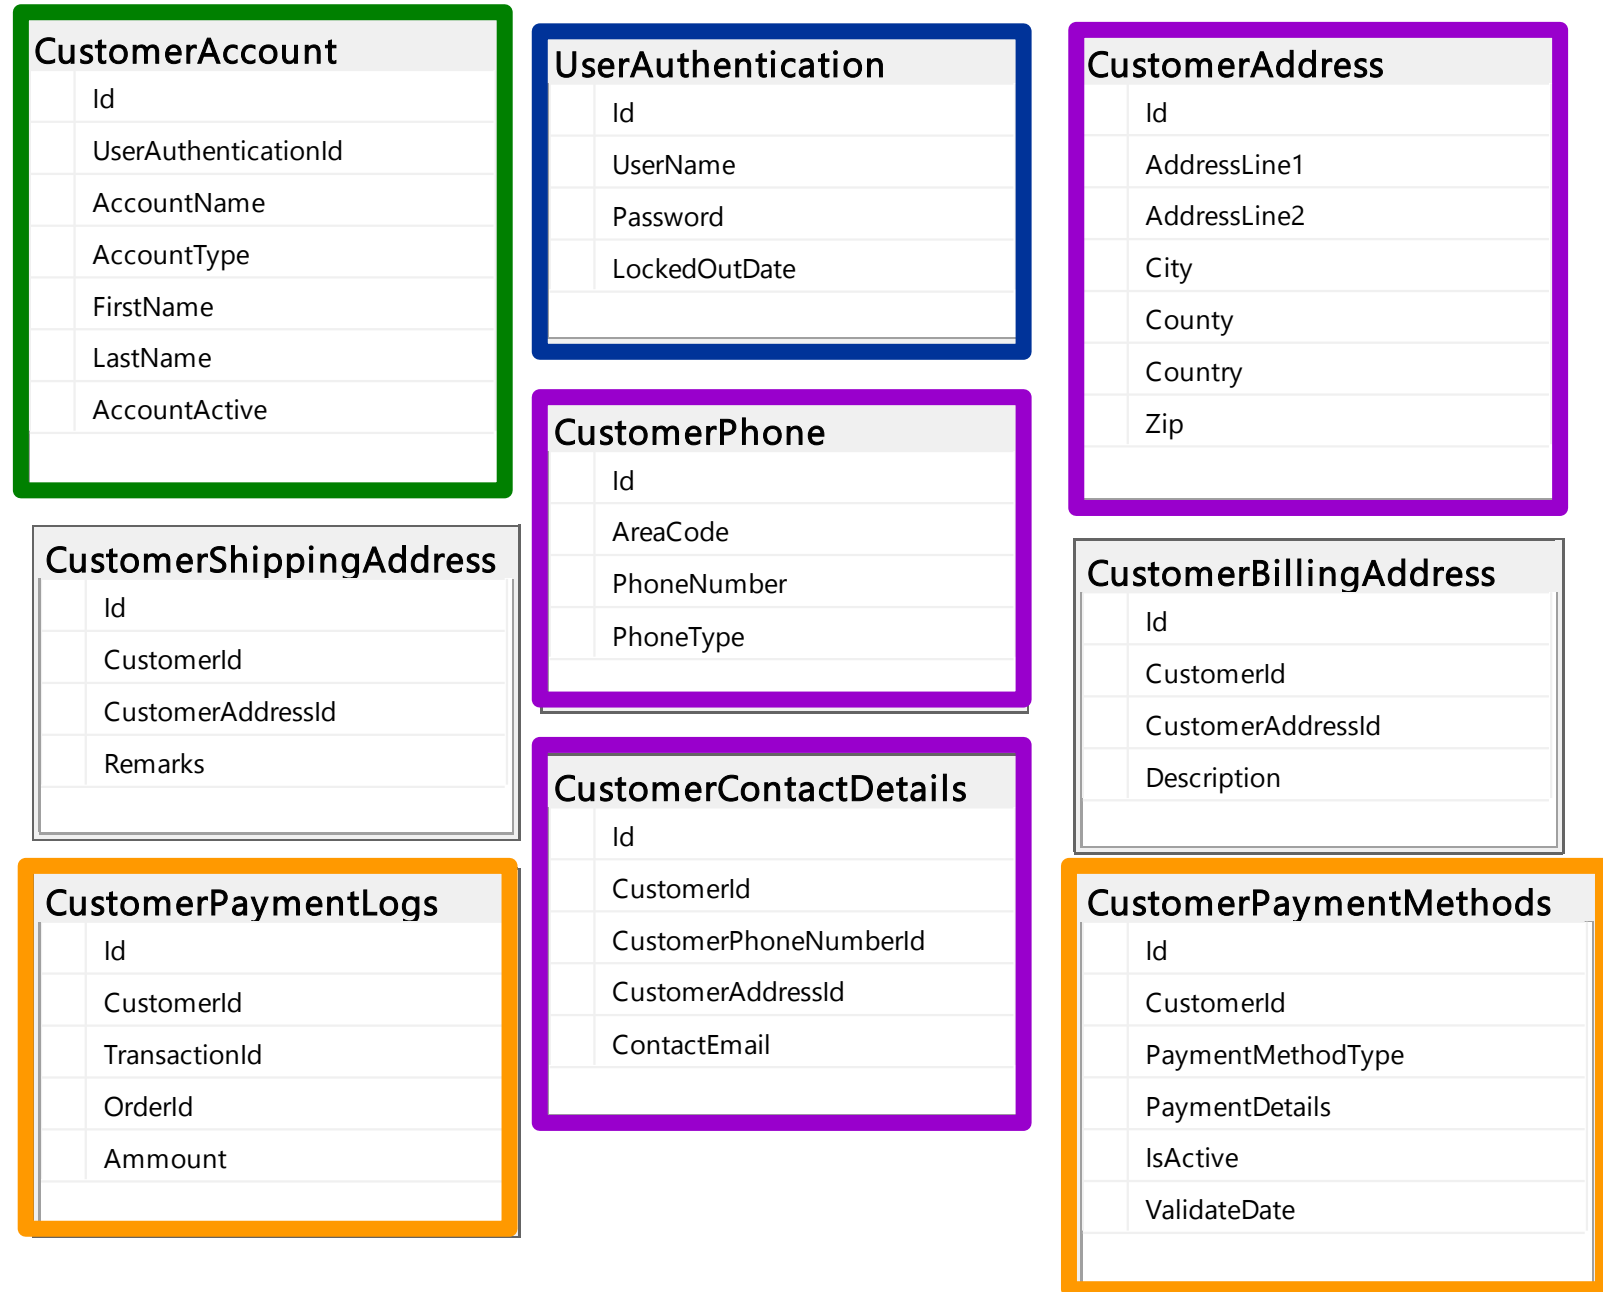 CustomerAccount
Id
UserAuthenticationId
AccountName
AccountType
FirstName
LastName
AccountActive
UserAuthentication
Id
UserName
Password
LockedOutDate
CustomerAddress
Id
AddressLine1
AddressLine2
City
County
Country
Zip
CustomerPhone
Id
AreaCode
PhoneNumber
PhoneType
CustomerShippingAddress
Id
CustomerId
CustomerAddressId
Remarks
CustomerBillingAddress
Id
CustomerId
CustomerAddressId
Description
CustomerContactDetails
Id
CustomerId
CustomerPhoneNumberId
CustomerAddressId
ContactEmail
CustomerPaymentLogs
Id
CustomerId
TransactionId
OrderId
Ammount
CustomerPaymentMethods
Id
CustomerId
PaymentMethodType
PaymentDetails
IsActive
ValidateDate